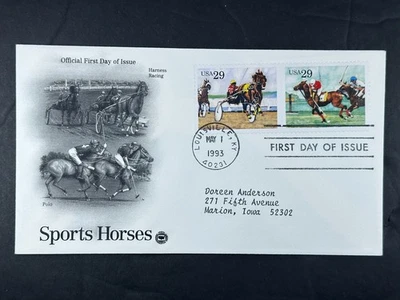 Official First Day of Issue
Harness
Racing
USA 29
USA 29
LOUISVILLE, KY
MAY 1
1993
40231
FIRST DAY OF ISSUE
Doreen Anderson
271 Fifth Avenue
Marion, Iowa 52302
Polo
Sports Horses